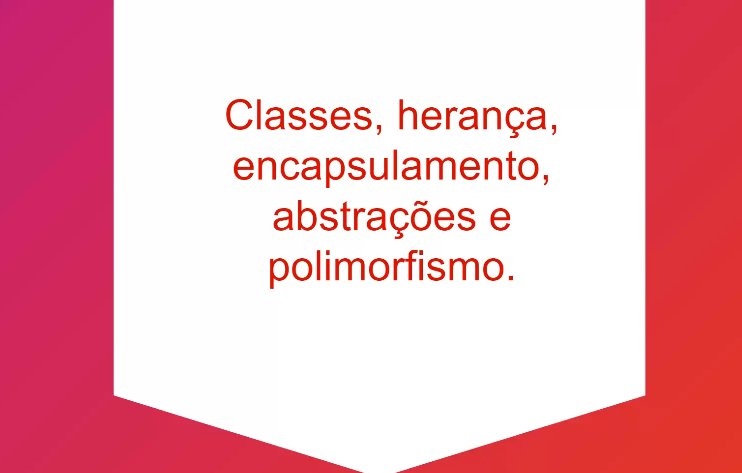 Classes, herança,
encapsulamento,
abstrações e
polimorfismo.